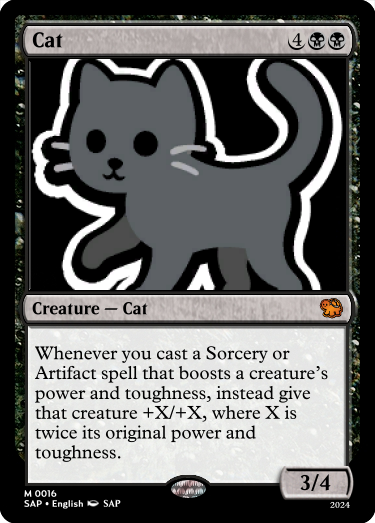 Cat 4
Creature — Cat
Whenever you cast a Sorcery or
Artifact spell that boosts a creature's
power and toughness, instead give
that creature +X/+X, where X is
twice its original power and
toughness.
3/4
M 0016
SAP • English SAP
2024